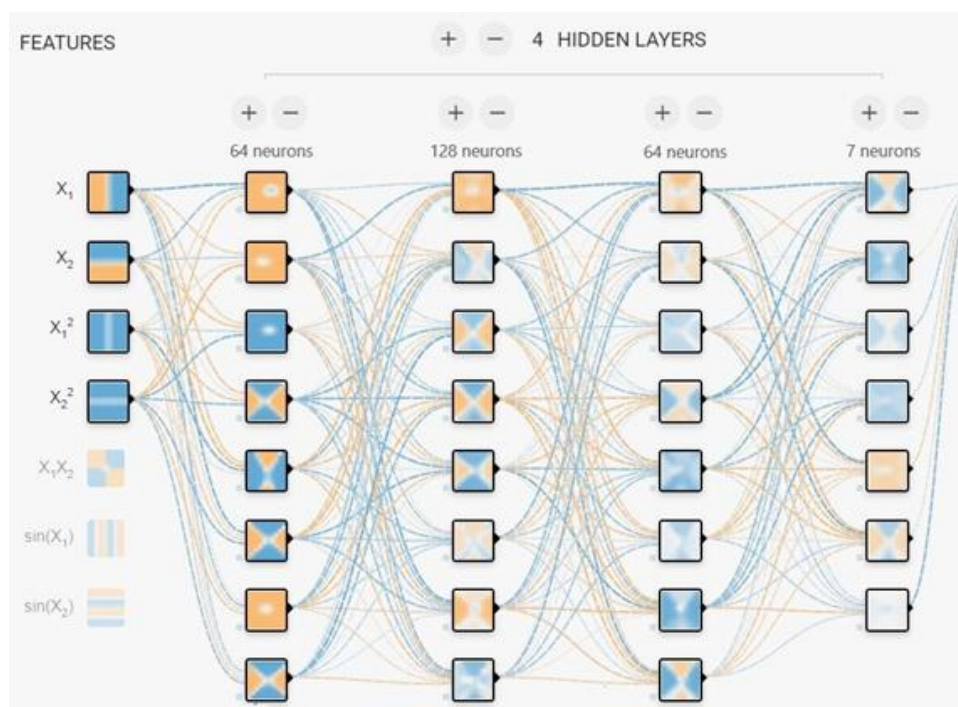 FEATURES
+ − 4 HIDDEN LAYERS
+ − + − + − + −
64 neurons 128 neurons 64 neurons 7 neurons
X₁
X₂
X₁²
X₂²
X₁X₂
sin(X₁)
sin(X₂)